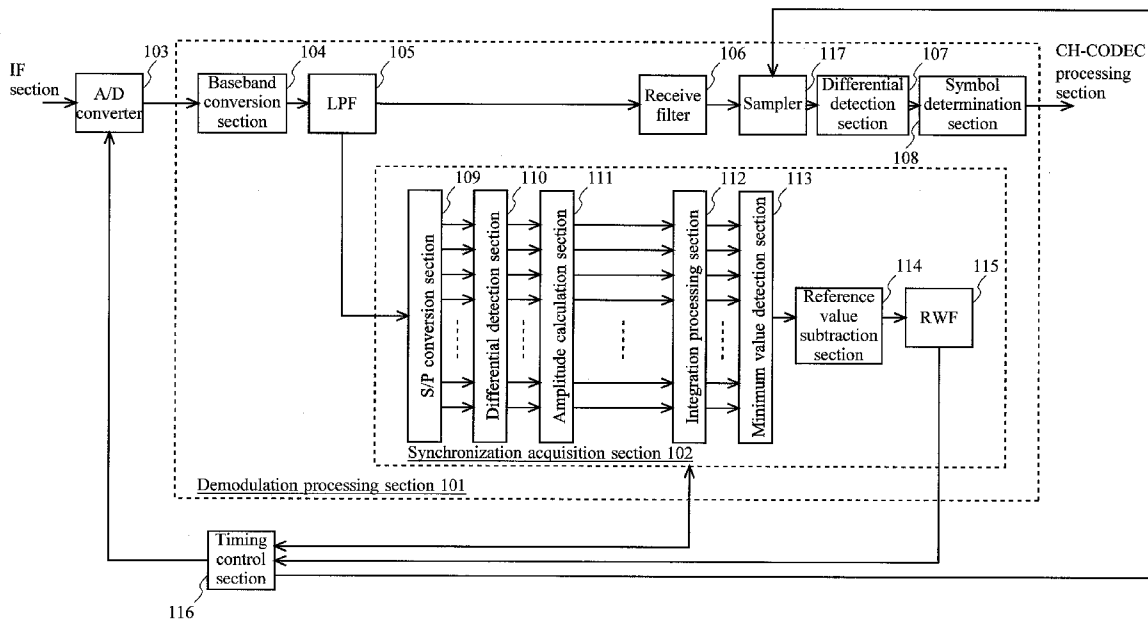 IF
section
103
A/D
converter
104
Baseband
conversion
section
105
LPF
106
Receive
filter
117
Sampler
107
Differential
detection
section
108
Symbol
determination
section
CH-CODEC
processing
section
109
S/P conversion section
110
Differential detection section
111
Amplitude calculation section
112
Integration processing section
113
Minimum value detection section
114
Reference
value
subtraction
section
115
RWF
Synchronization acquisition section 102
Demodulation processing section 101
Timing
control
section
116